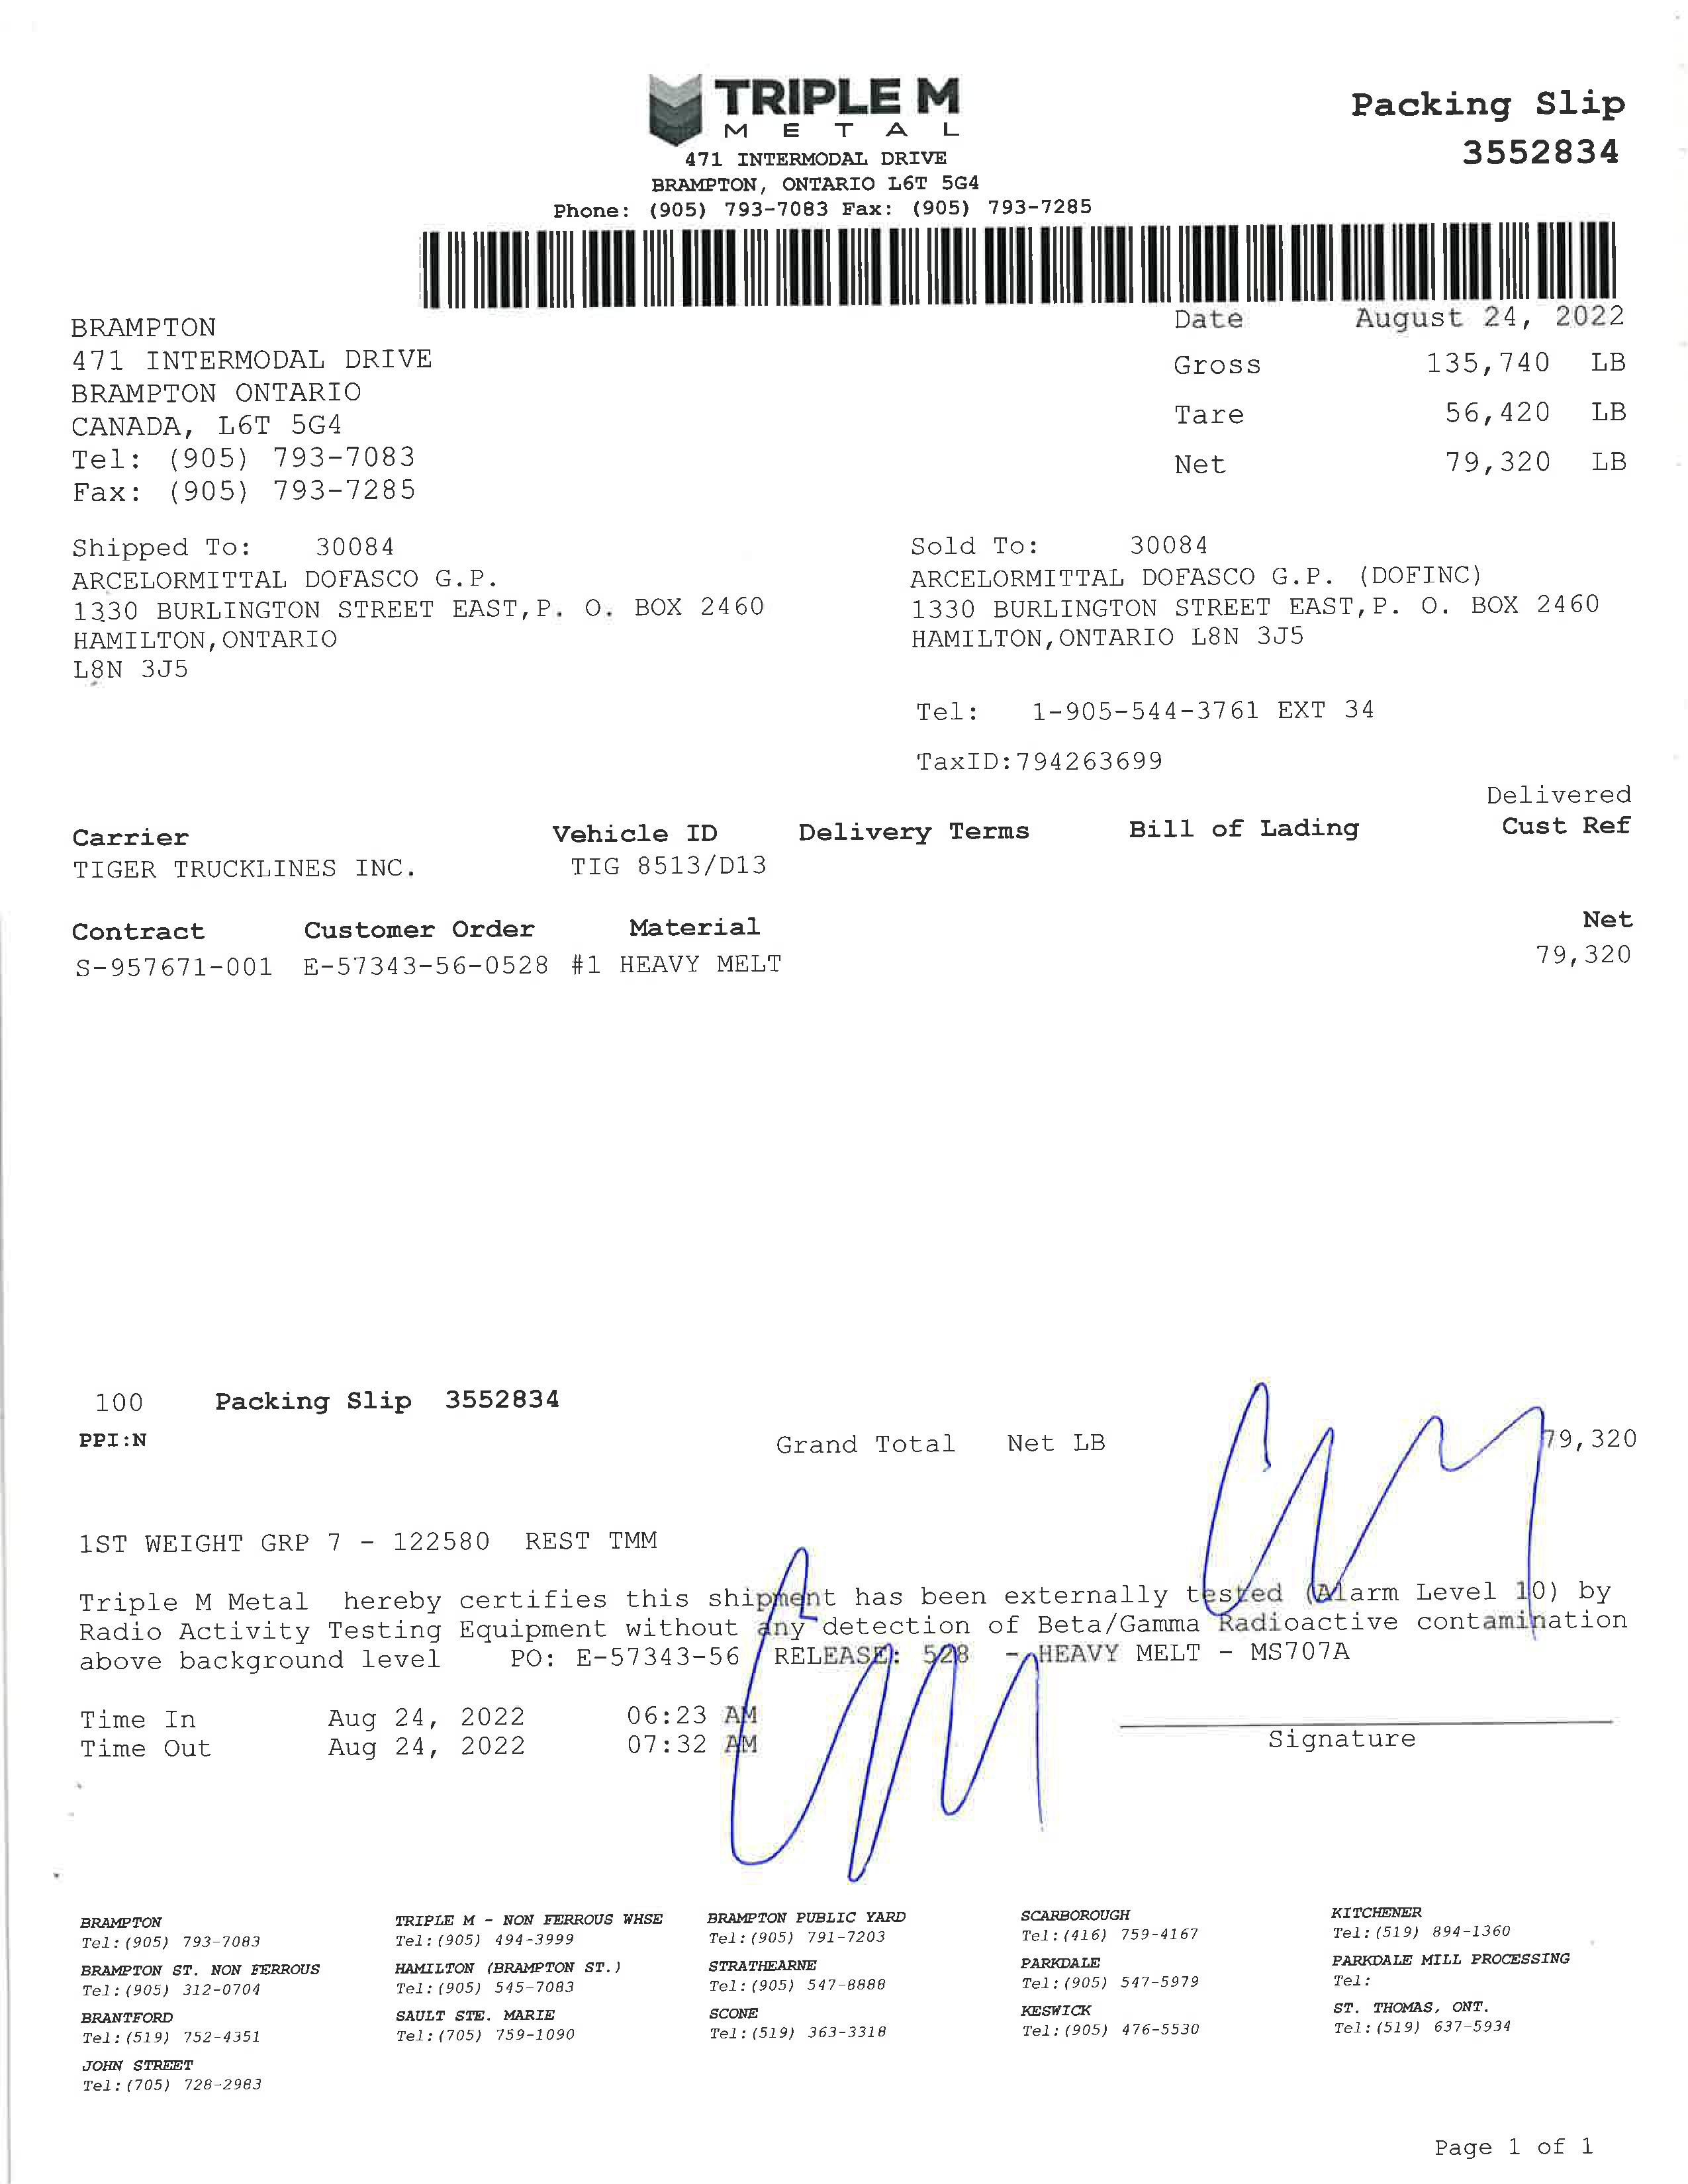 TRIPLE M
METAL
471 INTERMODAL DRIVE
BRAMPTON, ONTARIO L6T 5G4
Phone: (905) 793-7083 Fax: (905) 793-7285
Packing Slip
3552834
BRAMPTON
471 INTERMODAL DRIVE
BRAMPTON ONTARIO
CANADA, L6T 5G4
Tel: (905) 793-7083
Fax: (905) 793-7285
Date August 24, 2022
Gross 135,740 LB
Tare 56,420 LB
Net 79,320 LB
Shipped To: 30084
ARCELORMITTAL DOFASCO G.P.
1330 BURLINGTON STREET EAST,P. O. BOX 2460
HAMILTON,ONTARIO
L8N 3J5
Sold To: 30084
ARCELORMITTAL DOFASCO G.P. (DOFINC)
1330 BURLINGTON STREET EAST,P. O. BOX 2460
HAMILTON,ONTARIO L8N 3J5
Tel: 1-905-544-3761 EXT 34
TaxID:794263699
Delivered
Carrier Vehicle ID Delivery Terms Bill of Lading Cust Ref
TIGER TRUCKLINES INC. TIG 8513/D13
Contract Customer Order Material Net
S-957671-001 E-57343-56-0528 #1 HEAVY MELT 79,320
100 Packing Slip 3552834
PPI:N
Grand Total Net LB 79,320
1ST WEIGHT GRP 7 - 122580 REST TMM
Triple M Metal hereby certifies this shipment has been externally tested (Alarm Level 10) by
Radio Activity Testing Equipment without any detection of Beta/Gamma Radioactive contamination
above background level PO: E-57343-56 RELEASE: 528 - HEAVY MELT - MS707A
Time In Aug 24, 2022 06:23 AM
Time Out Aug 24, 2022 07:32 AM
Signature
BRAMPTON TRIPLE M - NON FERROUS WHSE BRAMPTON PUBLIC YARD SCARBOROUGH KITCHENER
Tel:(905) 793-7083 Tel:(905) 494-3999 Tel:(905) 791-7203 Tel:(416) 759-4167 Tel:(519) 894-1360
BRAMPTON ST. NON FERROUS HAMILTON (BRAMPTON ST.) STRATHEARNE PARKDALE PARKDALE MILL PROCESSING
Tel:(905) 312-0704 Tel:(905) 545-7083 Tel:(905) 547-8888 Tel:(905) 547-5979 Tel:
BRANTFORD SAULT STE. MARIE SCONE KESWICK ST. THOMAS, ONT.
Tel:(519) 752-4351 Tel:(705) 759-1090 Tel:(519) 363-3318 Tel:(905) 476-5530 Tel:(519) 637-5934
JOHN STREET
Tel:(705) 728-2983
Page 1 of 1